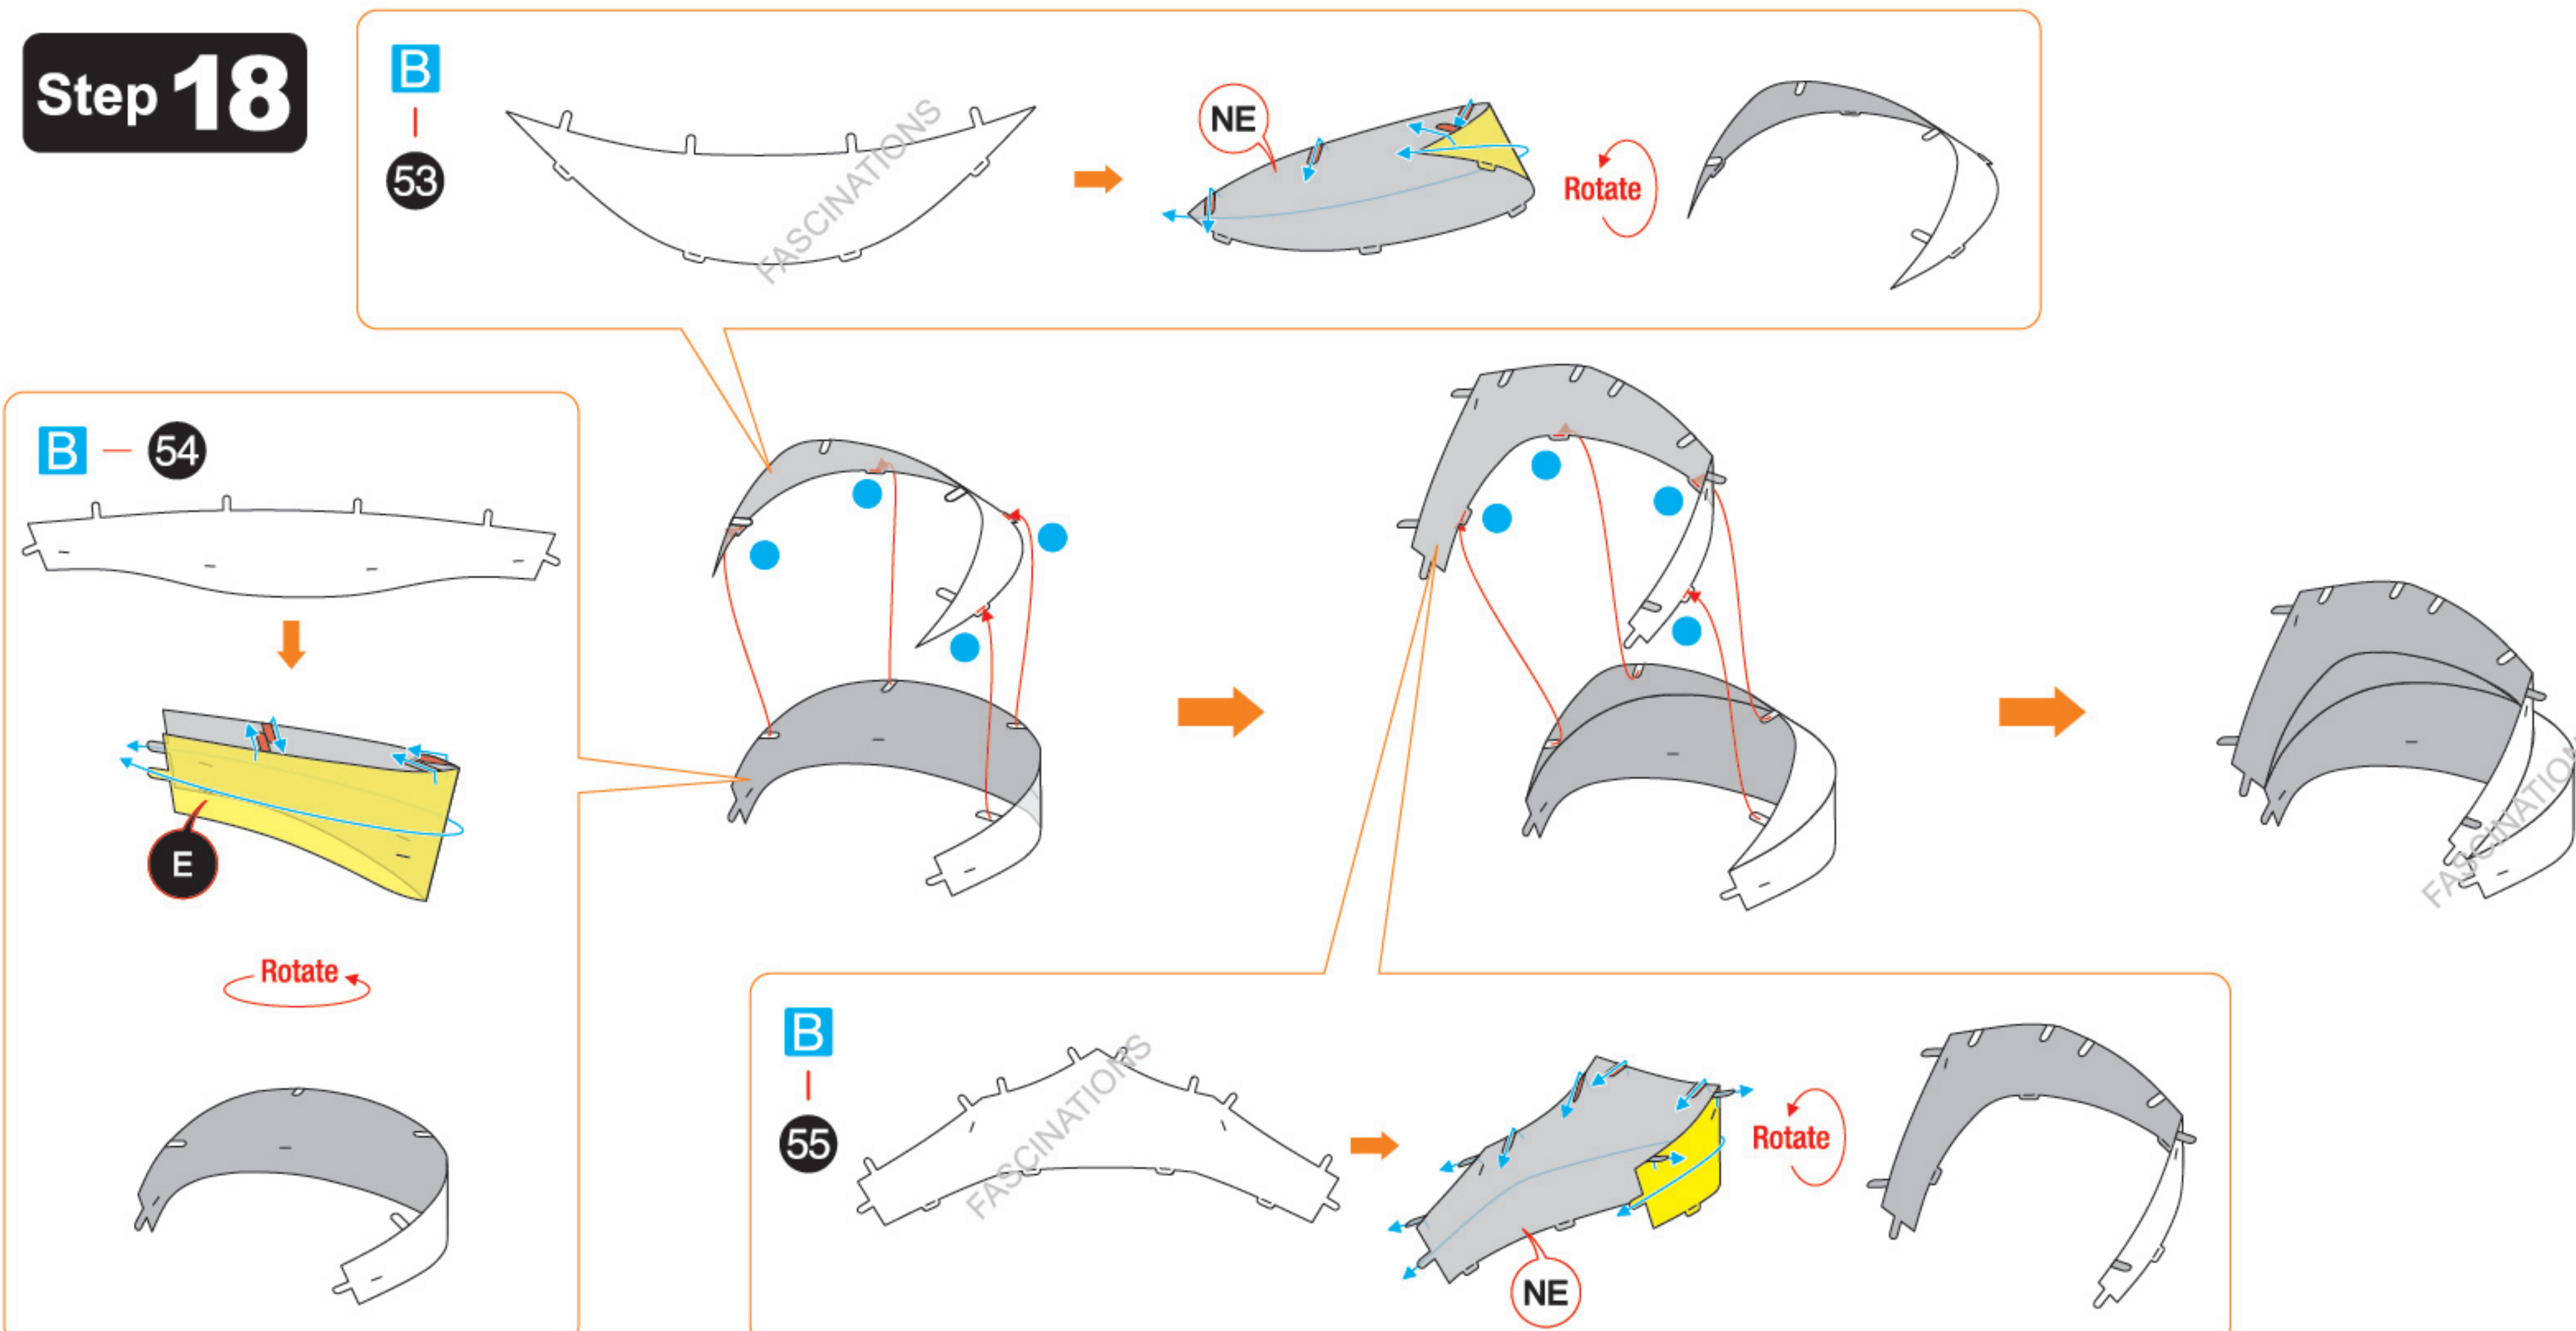 Step 18
B
53
FASCINATIONS
NE
Rotate
B
54
E
Rotate
FASCINATIONS
B
55
FASCINATIONS
NE
Rotate